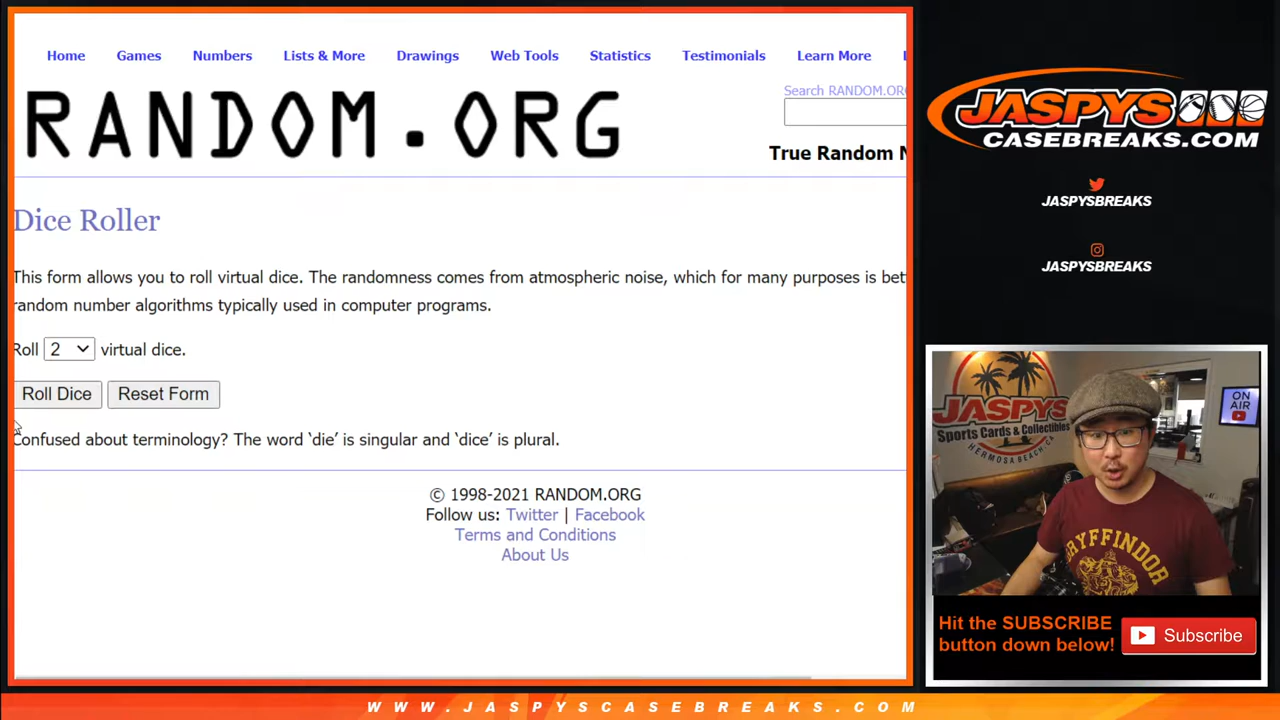 Home Games Numbers Lists & More Drawings Web Tools Statistics Testimonials Learn More
RANDOM.ORG
Search RANDOM.ORG
True Random N
Dice Roller
This form allows you to roll virtual dice. The randomness comes from atmospheric noise, which for many purposes is bet
random number algorithms typically used in computer programs.
Roll 2 virtual dice.
Roll Dice Reset Form
Confused about terminology? The word ‘die’ is singular and ‘dice’ is plural.
© 1998-2021 RANDOM.ORG
Follow us: Twitter | Facebook
Terms and Conditions
About Us
JASPYS
CASEBREAKS.COM
JASPYSBREAKS
JASPYSBREAKS
JASPYS
Sports Cards & Collectibles
HERMOSA BEACH, CA
ON
AIR
GRYFFINDOR
Hit the SUBSCRIBE
button down below!
Subscribe
WWW.JASPYSCASEBREAKS.COM